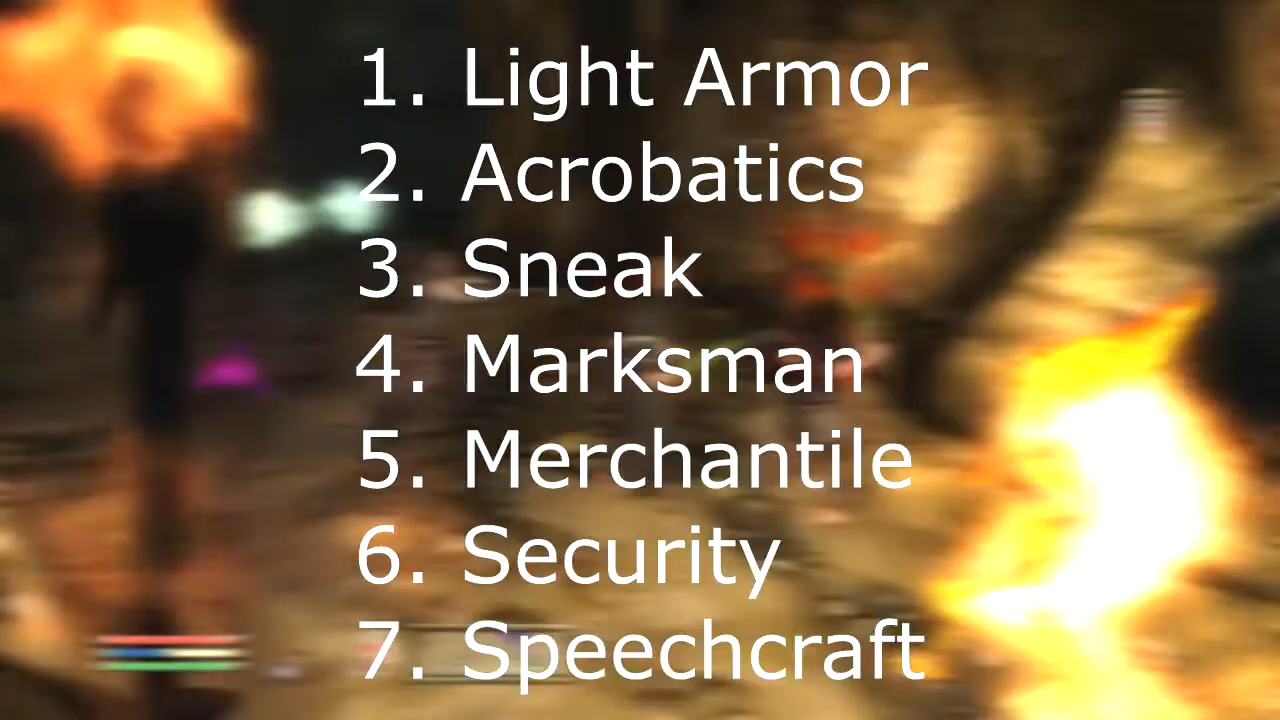 1. Light Armor
2. Acrobatics
3. Sneak
4. Marksman
5. Merchantile
6. Security
7. Speechcraft